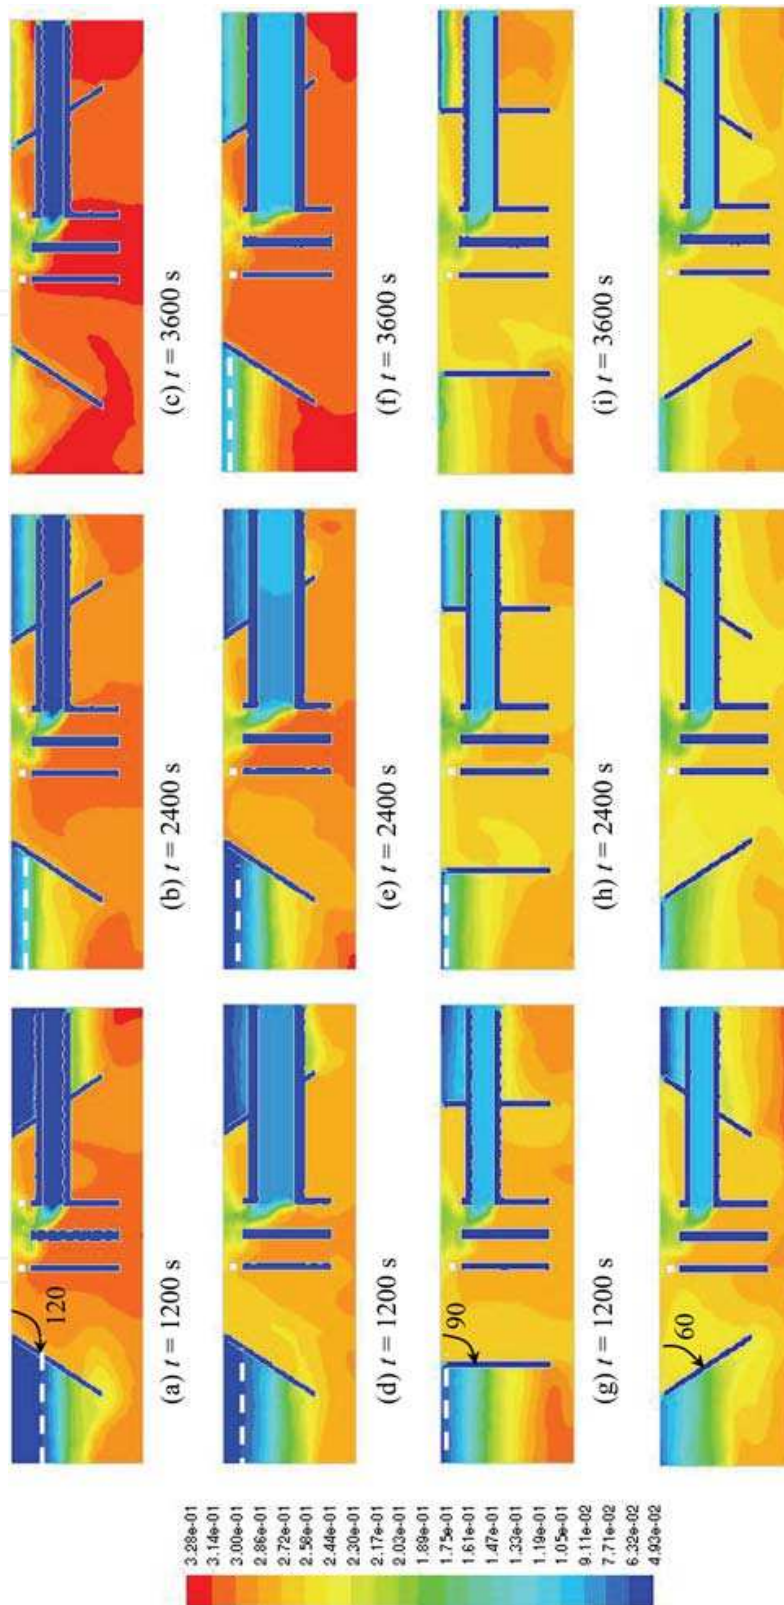 120
(a) t = 1200 s
(b) t = 2400 s
(c) t = 3600 s
(d) t = 1200 s
(e) t = 2400 s
(f) t = 3600 s
90
(g) t = 1200 s
(h) t = 2400 s
(i) t = 3600 s
60
3.28e-01
3.14e-01
3.00e-01
2.86e-01
2.72e-01
2.58e-01
2.44e-01
2.30e-01
2.17e-01
2.03e-01
1.89e-01
1.75e-01
1.61e-01
1.47e-01
1.33e-01
1.19e-01
1.05e-01
9.11e-02
7.71e-02
6.32e-02
4.93e-02